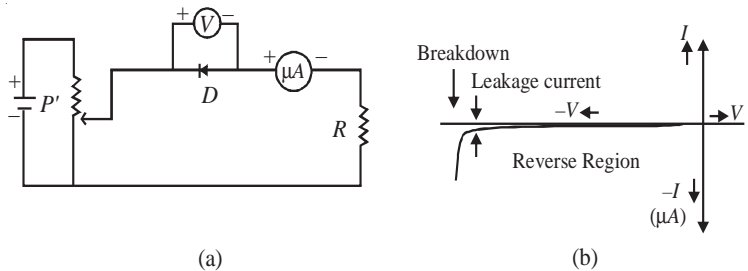 + V –
+ –
μA
D
+
–
P'
R
(a)
Breakdown
Leakage current
I
–V
V
Reverse Region
–I
(μA)
(b)